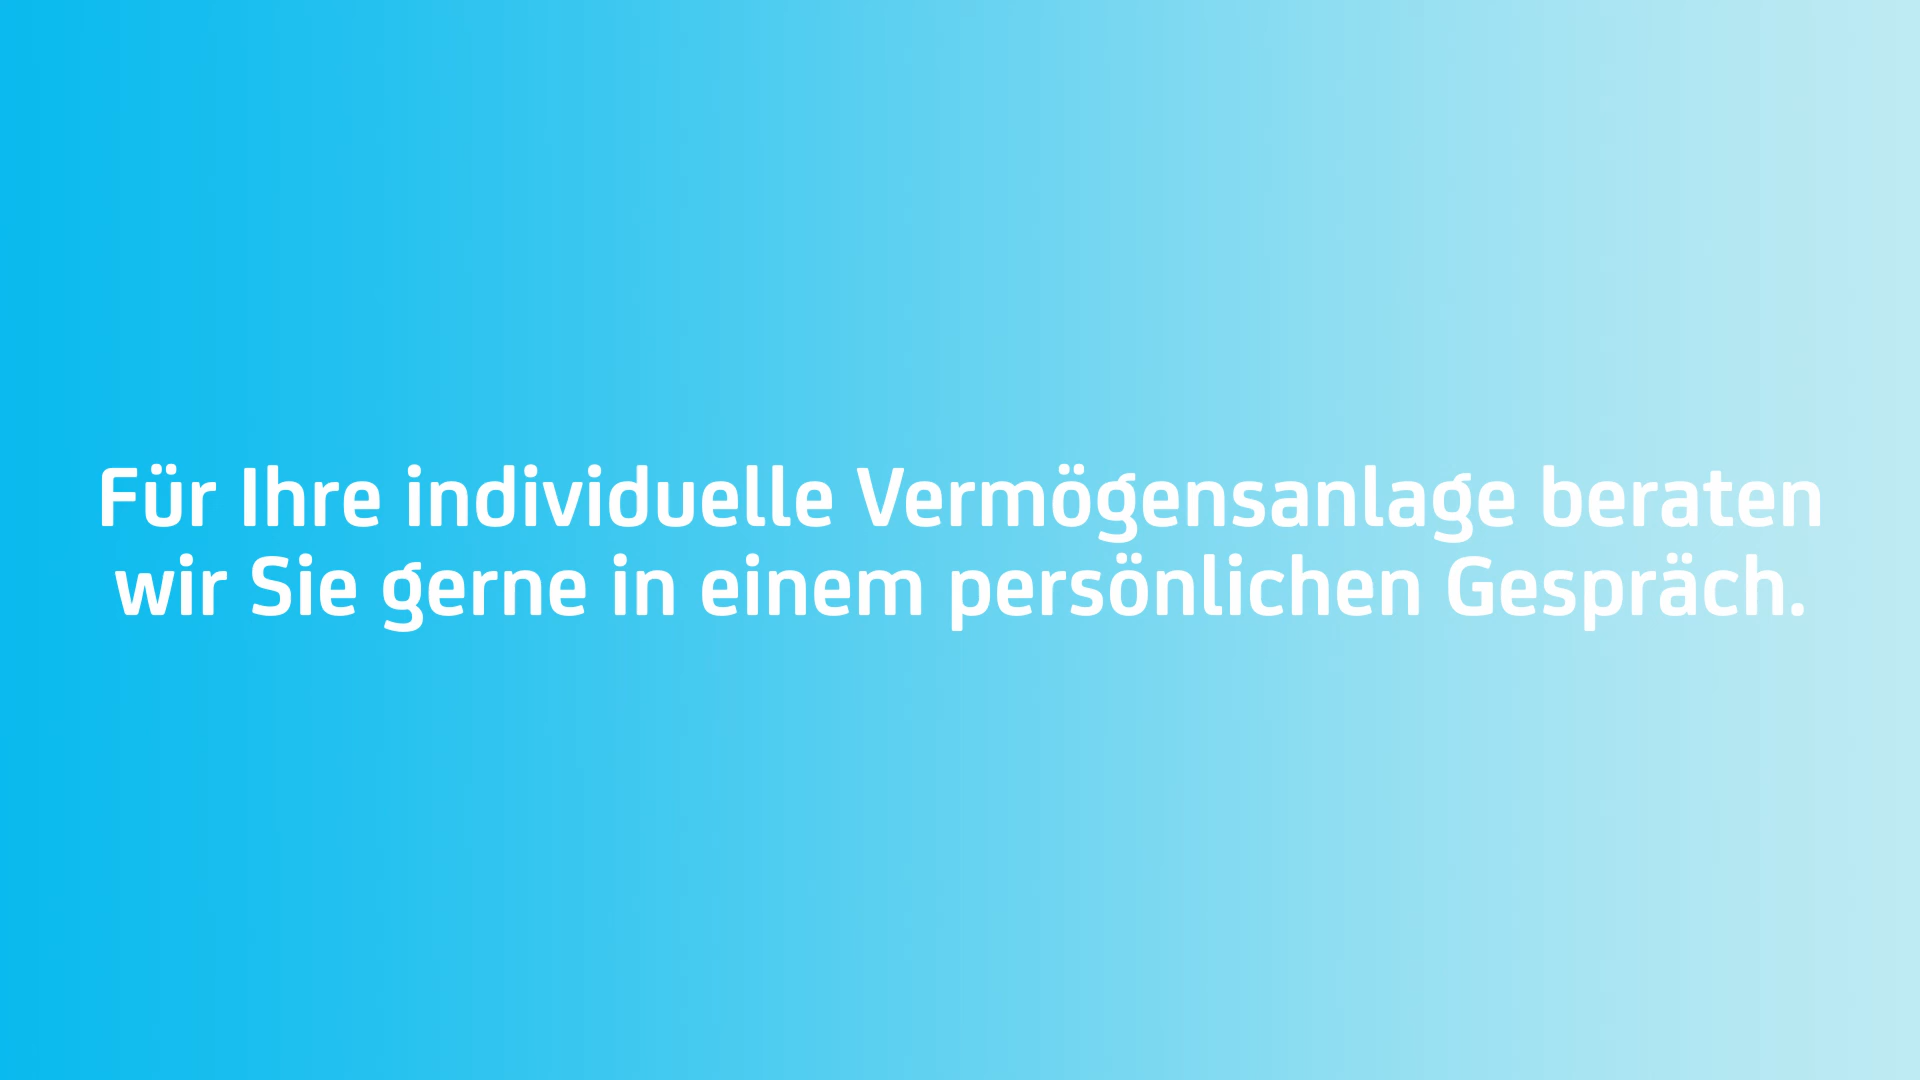 Für Ihre individuelle Vermögensanlage beraten
wir Sie gerne in einem persönlichen Gespräch.